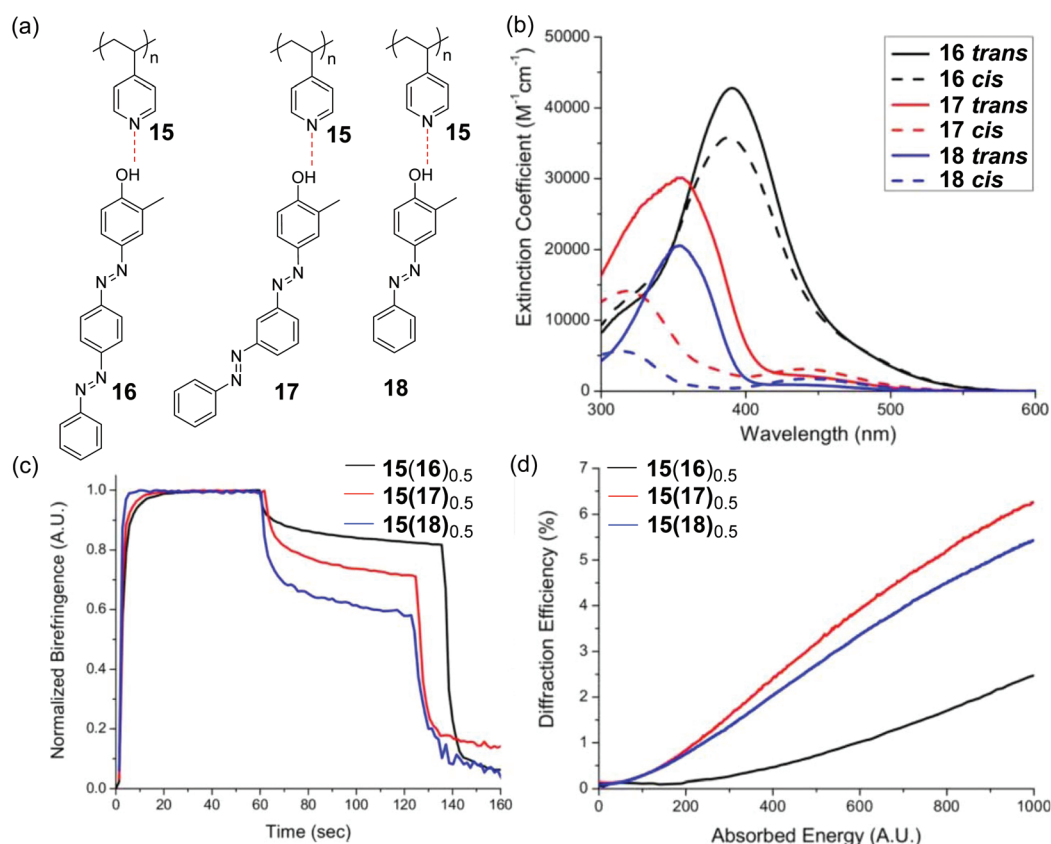 (a)
n n n
N 15 N 15 N 15
OH OH OH
N N N
N N N
N N
N 16 N 17 18
(b)
Extinction Coefficient (M⁻¹cm⁻¹)
50000
40000
30000
20000
10000
0
16 trans
16 cis
17 trans
17 cis
18 trans
18 cis
300 400 500 600
Wavelength (nm)
(c)
15(16)0.5
15(17)0.5
15(18)0.5
Normalized Birefringence (A.U.)
1.0
0.8
0.6
0.4
0.2
0.0
0 20 40 60 80 100 120 140 160
Time (sec)
(d)
15(16)0.5
15(17)0.5
15(18)0.5
Diffraction Efficiency (%)
7
6
5
4
3
2
1
0
0 200 400 600 800 1000
Absorbed Energy (A.U.)